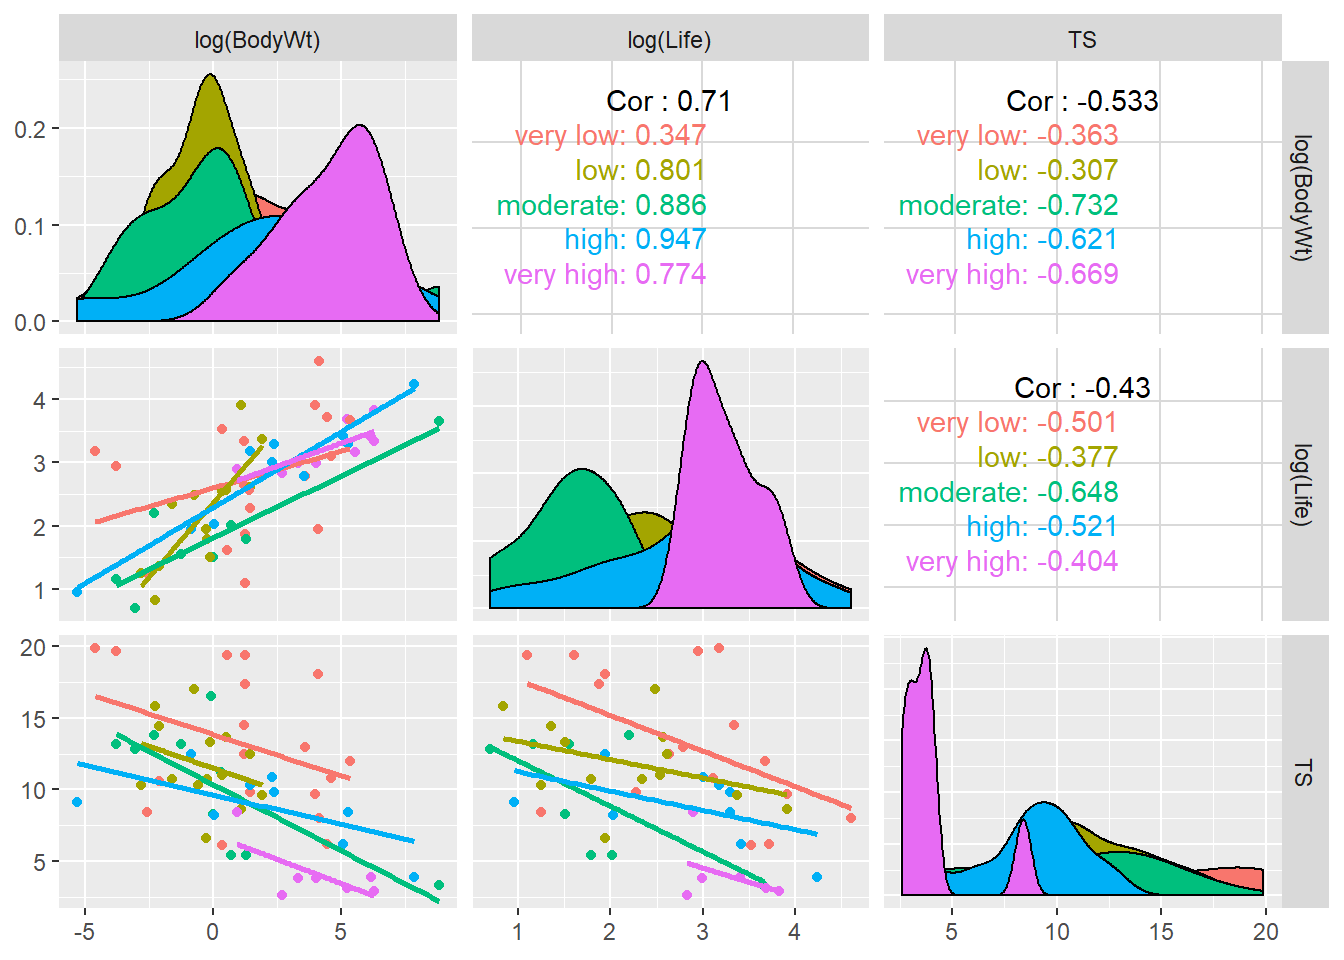 log(BodyWt)
log(Life)
TS
0.2
0.1
0.0
Cor : 0.71
very low: 0.347
low: 0.801
moderate: 0.886
high: 0.947
very high: 0.774
Cor : -0.533
very low: -0.363
low: -0.307
moderate: -0.732
high: -0.621
very high: -0.669
log(BodyWt)
4
3
2
1
Cor : -0.43
very low: -0.501
low: -0.377
moderate: -0.648
high: -0.521
very high: -0.404
log(Life)
20
15
10
5
TS
-5 0 5
1 2 3 4
5 10 15 20